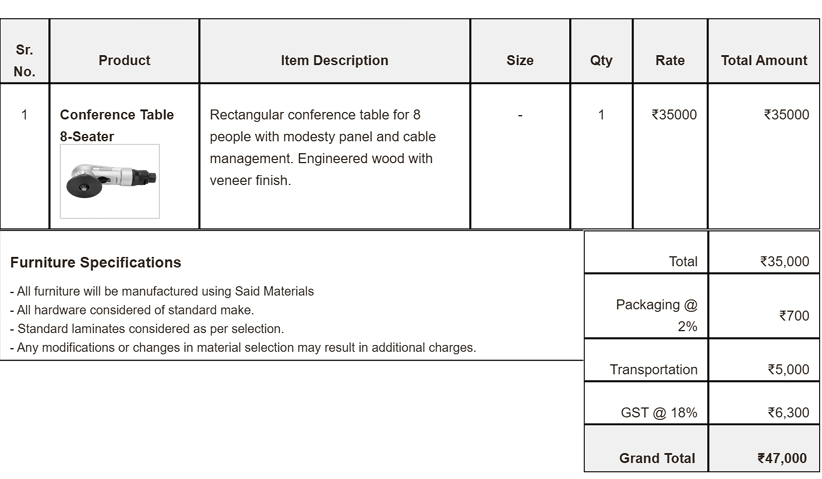 Sr. No. Product Item Description Size Qty Rate Total Amount
1 Conference Table Rectangular conference table for 8 - 1 ₹35000 ₹35000
8-Seater people with modesty panel and cable
management. Engineered wood with
veneer finish.
Furniture Specifications
- All furniture will be manufactured using Said Materials
- All hardware considered of standard make.
- Standard laminates considered as per selection.
- Any modifications or changes in material selection may result in additional charges.
Total ₹35,000
Packaging @ 2% ₹700
Transportation ₹5,000
GST @ 18% ₹6,300
Grand Total ₹47,000